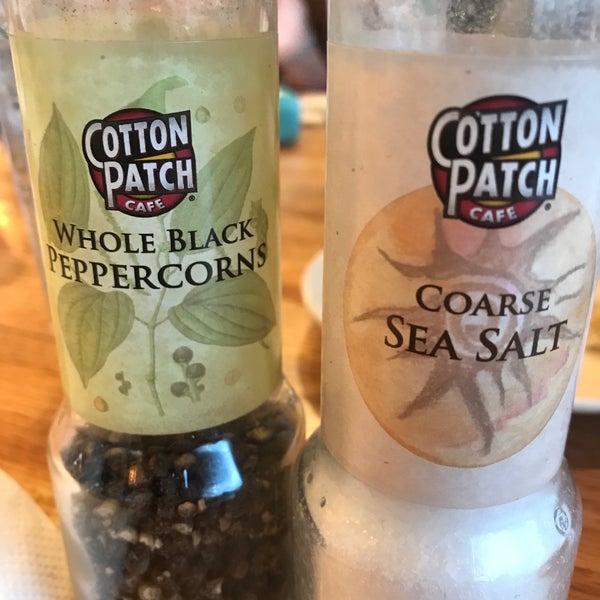 COTTON
PATCH
CAFE ®
WHOLE BLACK
PEPPERCORNS
COTTON
PATCH
CAFE ®
COARSE
SEA SALT